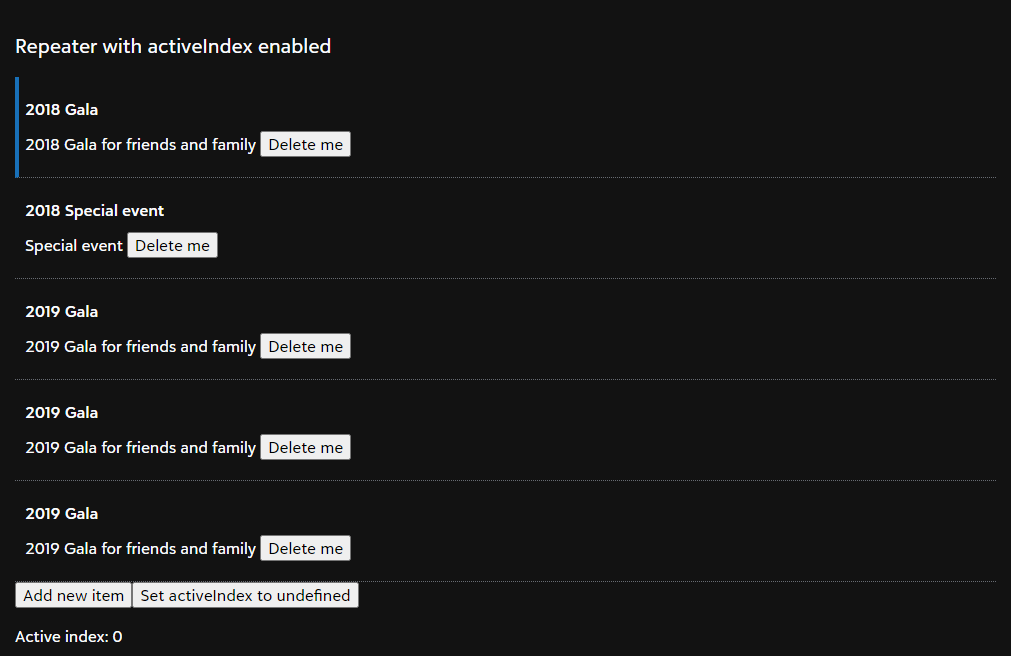 Repeater with activeIndex enabled
2018 Gala
2018 Gala for friends and family Delete me
2018 Special event
Special event Delete me
2019 Gala
2019 Gala for friends and family Delete me
2019 Gala
2019 Gala for friends and family Delete me
2019 Gala
2019 Gala for friends and family Delete me
Add new item Set activeIndex to undefined
Active index: 0